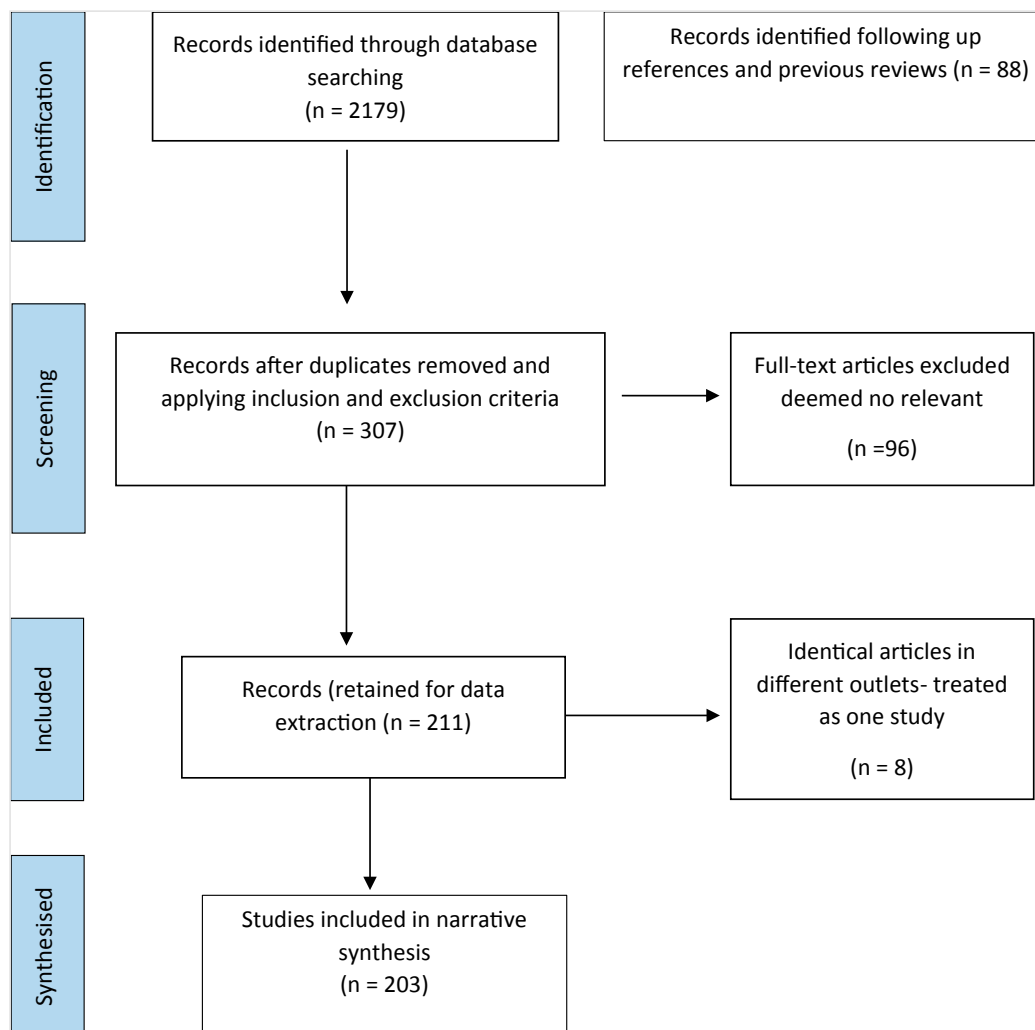 Identification
Records identified through database
searching
(n = 2179)
Records identified following up
references and previous reviews (n = 88)
Screening
Records after duplicates removed and
applying inclusion and exclusion criteria
(n = 307)
Full-text articles excluded
deemed no relevant
(n =96)
Included
Records (retained for data
extraction (n = 211)
Identical articles in
different outlets- treated
as one study
(n = 8)
Synthesised
Studies included in narrative
synthesis
(n = 203)